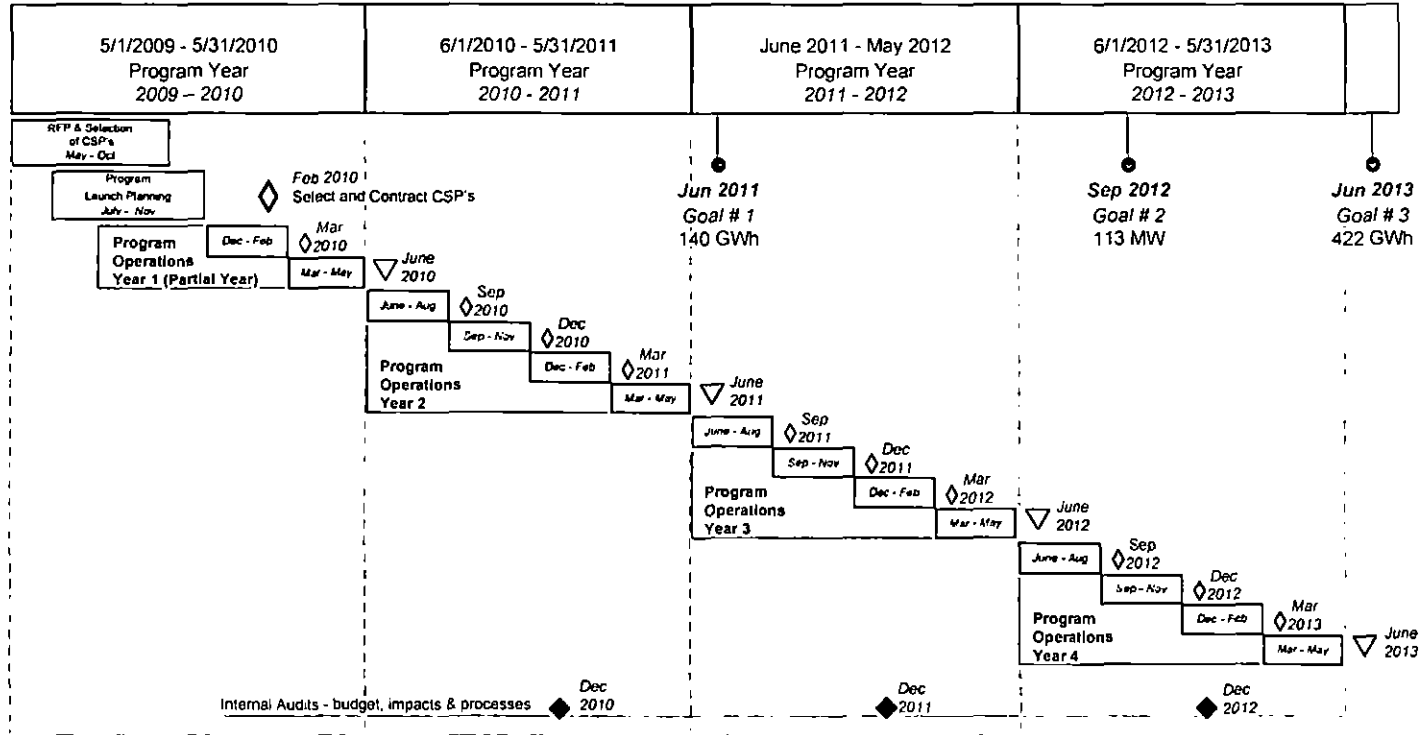 5/1/2009 - 5/31/2010
Program Year
2009 – 2010
6/1/2010 - 5/31/2011
Program Year
2010 - 2011
June 2011 - May 2012
Program Year
2011 - 2012
6/1/2012 - 5/31/2013
Program Year
2012 - 2013
RFP & Selection
of CSP's
May - Oct
Program
Launch Planning
July - Nov
Feb 2010
Select and Contract CSP's
Jun 2011
Goal # 1
140 GWh
Sep 2012
Goal # 2
113 MW
Jun 2013
Goal # 3
422 GWh
Program
Operations
Year 1 (Partial Year)
Dec - Feb
Mar
2010
Mar - May
June
2010
June - Aug
Sep
2010
Sep - Nov
Dec
2010
Program
Operations
Year 2
Dec - Feb
Mar
2011
Mar - May
June
2011
June - Aug
Sep
2011
Sep - Nov
Dec
2011
Program
Operations
Year 3
Dec - Feb
Mar
2012
Mar - May
June
2012
June - Aug
Sep
2012
Sep - Nov
Dec
2012
Program
Operations
Year 4
Dec - Feb
Mar
2013
Mar - May
June
2013
Internal Audits - budget, impacts & processes
Dec
2010
Dec
2011
Dec
2012